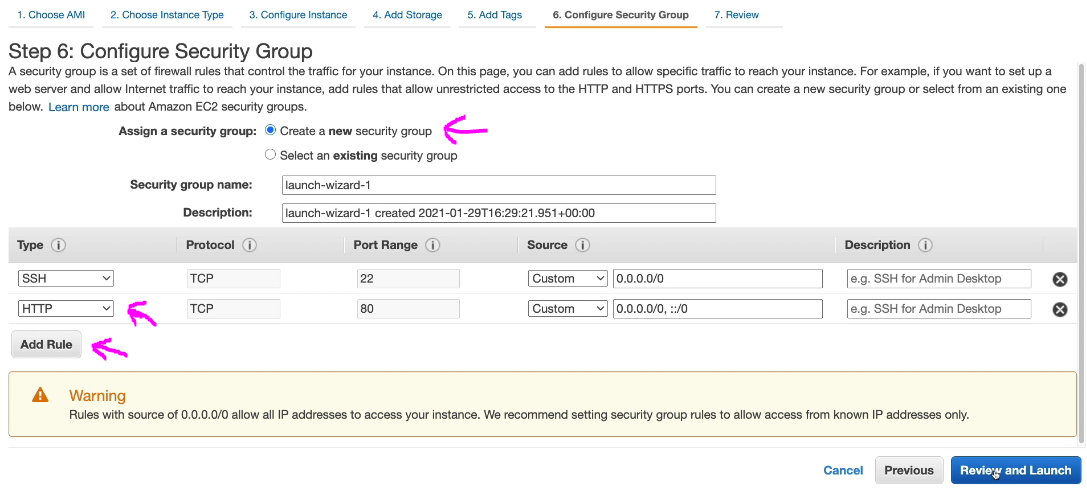 1. Choose AMI 2. Choose Instance Type 3. Configure Instance 4. Add Storage 5. Add Tags 6. Configure Security Group 7. Review
Step 6: Configure Security Group
A security group is a set of firewall rules that control the traffic for your instance. On this page, you can add rules to allow specific traffic to reach your instance. For example, if you want to set up a
web server and allow Internet traffic to reach your instance, add rules that allow unrestricted access to the HTTP and HTTPS ports. You can create a new security group or select from an existing one
below. Learn more about Amazon EC2 security groups.
Assign a security group: Create a new security group
Select an existing security group
Security group name: launch-wizard-1
Description: launch-wizard-1 created 2021-01-29T16:29:21.951+00:00
Type i Protocol i Port Range i Source i Description i
SSH TCP 22 Custom 0.0.0.0/0 e.g. SSH for Admin Desktop
HTTP TCP 80 Custom 0.0.0.0/0, ::/0 e.g. SSH for Admin Desktop
Add Rule
Warning
Rules with source of 0.0.0.0/0 allow all IP addresses to access your instance. We recommend setting security group rules to allow access from known IP addresses only.
Cancel Previous Review and Launch